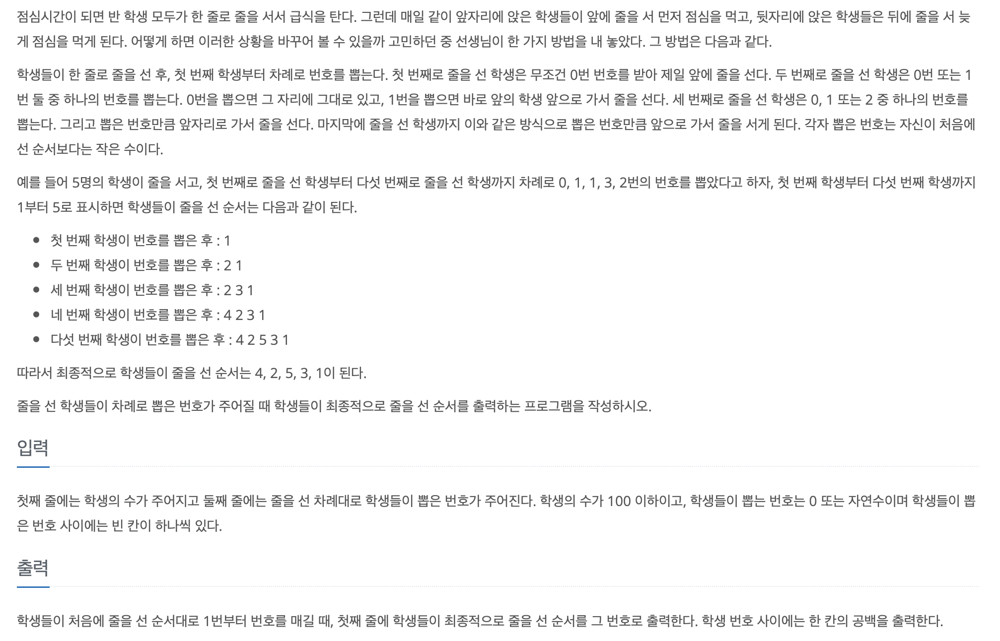 점심시간이 되면 반 학생 모두가 한 줄로 줄을 서서 급식을 탄다. 그런데 매일 같이 앞자리에 앉은 학생들이 앞에 줄을 서 먼저 점심을 먹고, 뒷자리에 앉은 학생들은 뒤에 줄을 서 늦
게 점심을 먹게 된다. 어떻게 하면 이러한 상황을 바꾸어 볼 수 있을까 고민하던 중 선생님이 한 가지 방법을 내 놓았다. 그 방법은 다음과 같다.
학생들이 한 줄로 줄을 선 후, 첫 번째 학생부터 차례로 번호를 뽑는다. 첫 번째로 줄을 선 학생은 무조건 0번 번호를 받아 제일 앞에 줄을 선다. 두 번째로 줄을 선 학생은 0번 또는 1
번 둘 중 하나의 번호를 뽑는다. 0번을 뽑으면 그 자리에 그대로 있고, 1번을 뽑으면 바로 앞의 학생 앞으로 가서 줄을 선다. 세 번째로 줄을 선 학생은 0, 1 또는 2 중 하나의 번호를
뽑는다. 그리고 뽑은 번호만큼 앞자리로 가서 줄을 선다. 마지막에 줄을 선 학생까지 이와 같은 방식으로 뽑은 번호만큼 앞으로 가서 줄을 서게 된다. 각자 뽑은 번호는 자신이 처음에
선 순서보다는 작은 수이다.
예를 들어 5명의 학생이 줄을 서고, 첫 번째로 줄을 선 학생부터 다섯 번째로 줄을 선 학생까지 차례로 0, 1, 1, 3, 2번의 번호를 뽑았다고 하자, 첫 번째 학생부터 다섯 번째 학생까지
1부터 5로 표시하면 학생들이 줄을 선 순서는 다음과 같이 된다.
• 첫 번째 학생이 번호를 뽑은 후 : 1
• 두 번째 학생이 번호를 뽑은 후 : 2 1
• 세 번째 학생이 번호를 뽑은 후 : 2 3 1
• 네 번째 학생이 번호를 뽑은 후 : 4 2 3 1
• 다섯 번째 학생이 번호를 뽑은 후 : 4 2 5 3 1
따라서 최종적으로 학생들이 줄을 선 순서는 4, 2, 5, 3, 1이 된다.
줄을 선 학생들이 차례로 뽑은 번호가 주어질 때 학생들이 최종적으로 줄을 선 순서를 출력하는 프로그램을 작성하시오.
입력
첫째 줄에는 학생의 수가 주어지고 둘째 줄에는 줄을 선 차례대로 학생들이 뽑은 번호가 주어진다. 학생의 수가 100 이하이고, 학생들이 뽑는 번호는 0 또는 자연수이며 학생들이 뽑
은 번호 사이에는 빈 칸이 하나씩 있다.
출력
학생들이 처음에 줄을 선 순서대로 1번부터 번호를 매길 때, 첫째 줄에 학생들이 최종적으로 줄을 선 순서를 그 번호로 출력한다. 학생 번호 사이에는 한 칸의 공백을 출력한다.